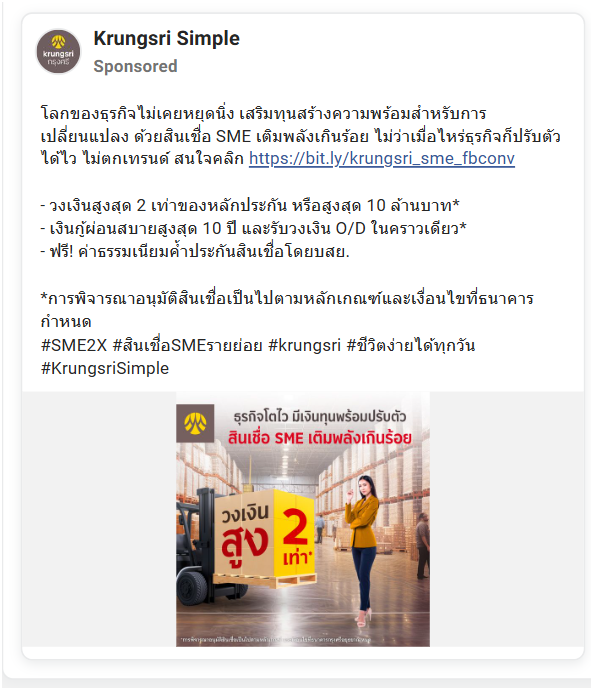 krungsri
กรุงศรี
Krungsri Simple
Sponsored
โลกของธุรกิจไม่เคยหยุดนิ่ง เสริมทุนสร้างความพร้อมสำหรับการ
เปลี่ยนแปลง ด้วยสินเชื่อ SME เติมพลังเกินร้อย ไม่ว่าเมื่อไหร่ธุรกิจก็ปรับตัว
ได้ไว ไม่ตกเทรนด์ สนใจคลิก https://bit.ly/krungsri_sme_fbconv
- วงเงินสูงสุด 2 เท่าของหลักประกัน หรือสูงสุด 10 ล้านบาท*
- เงินกู้ผ่อนสบายสูงสุด 10 ปี และรับวงเงิน O/D ในคราวเดียว*
- ฟรี! ค่าธรรมเนียมค้ำประกันสินเชื่อโดยบสย.
*การพิจารณาอนุมัติสินเชื่อเป็นไปตามหลักเกณฑ์และเงื่อนไขที่ธนาคาร
กำหนด
#SME2X #สินเชื่อSMEรายย่อย #krungsri #ชีวิตง่ายได้ทุกวัน
#KrungsriSimple
ธุรกิจโตไว มีเงินทุนพร้อมปรับตัว
สินเชื่อ SME เติมพลังเกินร้อย
วงเงิน
สูง
2
เท่า*